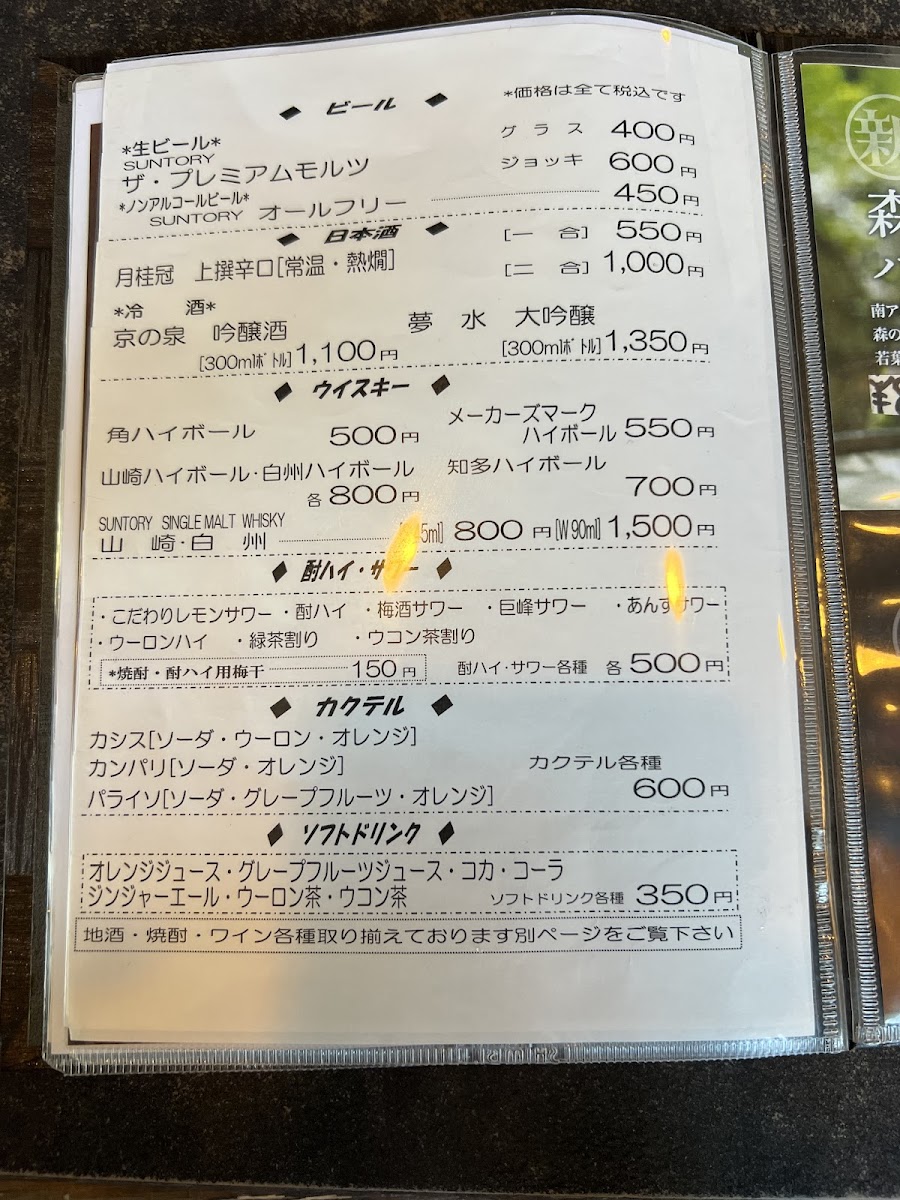 ◆ ビール ◆
*価格は全て税込です
*生ビール*
SUNTORY
ザ・プレミアムモルツ
グラス 400円
ジョッキ 600円
*ノンアルコールビール*
SUNTORY オールフリー 450円
◆ 日本酒 ◆
月桂冠 上撰辛口[常温・熱燗]
[一 合] 550円
[二 合] 1,000円
*冷 酒*
京の泉 吟醸酒
[300mlボトル] 1,100円
夢 水 大吟醸
[300mlボトル] 1,350円
◆ ウイスキー ◆
角ハイボール 500円
メーカーズマーク
ハイボール 550円
山崎ハイボール・白州ハイボール
各 800円
知多ハイボール
700円
SUNTORY SINGLE MALT WHISKY
山 崎・白 州 5ml] 800円 [W 90ml] 1,500円
◆ 酎ハイ・サワー ◆
・こだわりレモンサワー ・酎ハイ ・梅酒サワー ・巨峰サワー ・あんずサワー
・ウーロンハイ ・緑茶割り ・ウコン茶割り
*焼酎・酎ハイ用梅干 150円
酎ハイ・サワー各種 各 500円
◆ カクテル ◆
カシス[ソーダ・ウーロン・オレンジ]
カンパリ[ソーダ・オレンジ]
パライソ[ソーダ・グレープフルーツ・オレンジ]
カクテル各種
600円
◆ ソフトドリンク ◆
オレンジジュース・グレープフルーツジュース・コカ・コーラ
ジンジャーエール・ウーロン茶・ウコン茶
ソフトドリンク各種 350円
地酒・焼酎・ワイン各種取り揃えております別ページをご覧下さい
新
森
南ア
森の
若葉